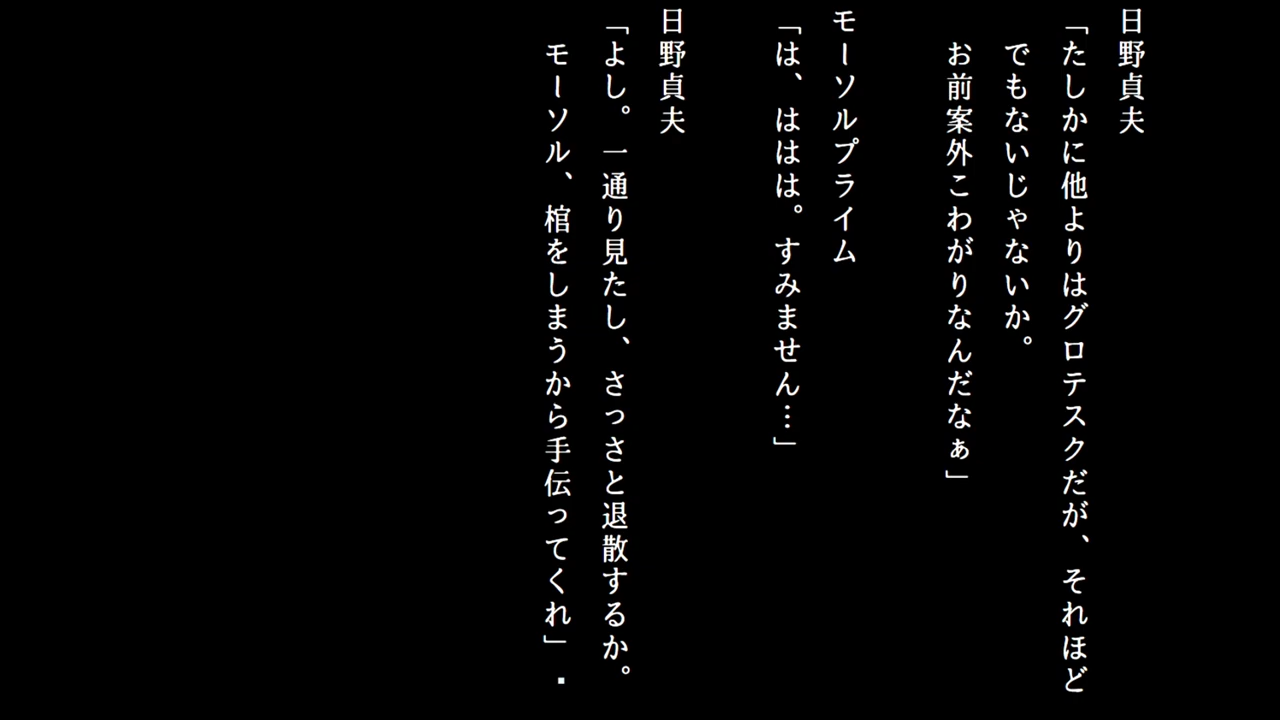 日野貞夫
「たしかに他よりはグロテスクだが、それほど
でもないじゃないか。
お前案外こわがりなんだなぁ」
モーソルプライム
「は、ははは。すみません…」
日野貞夫
「よし。一通り見たし、さっさと退散するか。
モーソル、棺をしまうから手伝ってくれ」